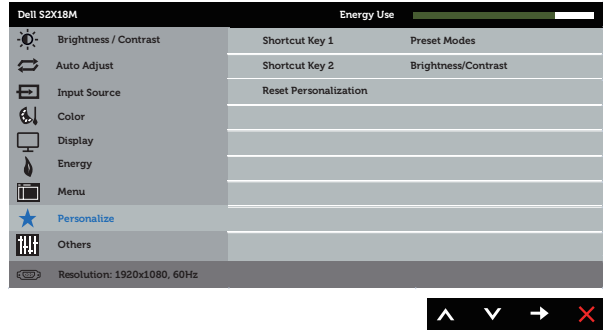 Dell S2X18M Energy Use
Brightness / Contrast Shortcut Key 1 Preset Modes
Auto Adjust Shortcut Key 2 Brightness/Contrast
Input Source Reset Personalization
Color
Display
Energy
Menu
Personalize
Others
Resolution: 1920x1080, 60Hz